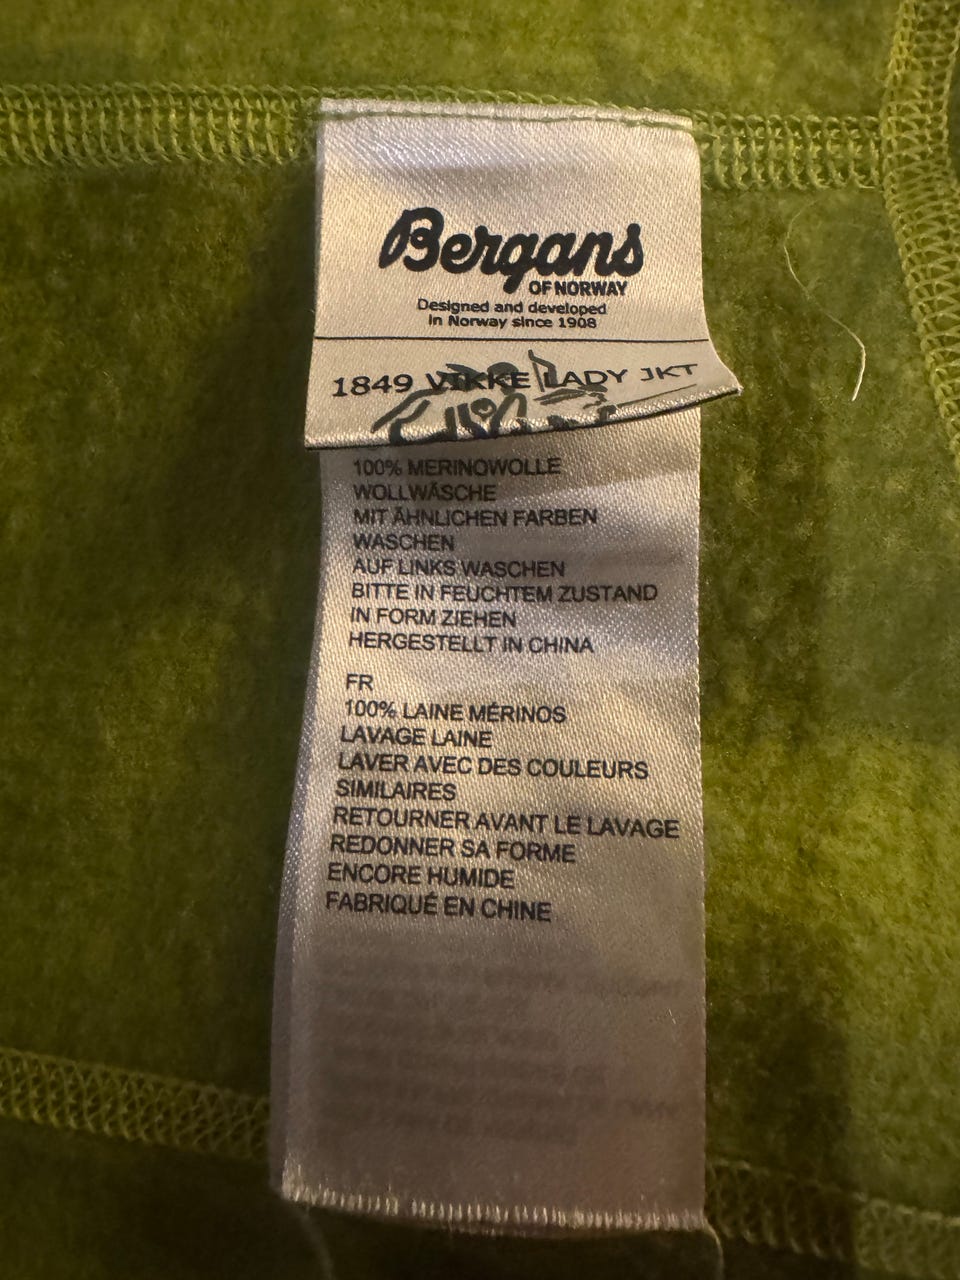 Bergans
OF NORWAY
Designed and developed
in Norway since 1908
1849 VIKKE LADY JKT
100% MERINOWOLLE
WOLLWÄSCHE
MIT ÄHNLICHEN FARBEN
WASCHEN
AUF LINKS WASCHEN
BITTE IN FEUCHTEM ZUSTAND
IN FORM ZIEHEN
HERGESTELLT IN CHINA
FR
100% LAINE MÉRINOS
LAVAGE LAINE
LAVER AVEC DES COULEURS
SIMILAIRES
RETOURNER AVANT LE LAVAGE
REDONNER SA FORME
ENCORE HUMIDE
FABRIQUÉ EN CHINE